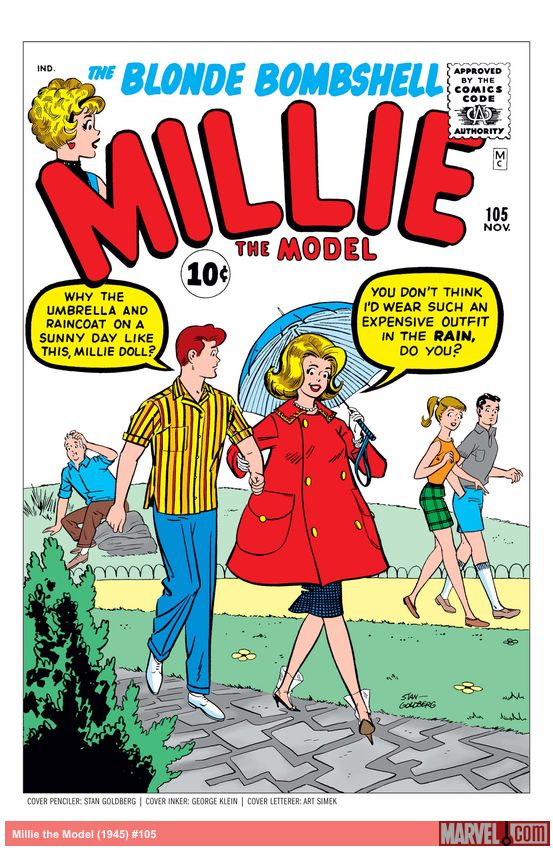 IND.
THE BLONDE BOMBSHELL
APPROVED
BY THE
COMICS
CODE
CA
AUTHORITY
MILLIE
THE MODEL
M
C
105
NOV.
10¢
WHY THE
UMBRELLA AND
RAINCOAT ON A
SUNNY DAY LIKE
THIS, MILLIE DOLL?
YOU DON'T THINK
I'D WEAR SUCH AN
EXPENSIVE OUTFIT
IN THE RAIN,
DO YOU?
STAN
GOLDBERG
COVER PENCILER: STAN GOLDBERG | COVER INKER: GEORGE KLEIN | COVER LETTERER: ART SIMEK
Millie the Model (1945) #105
MARVEL.com